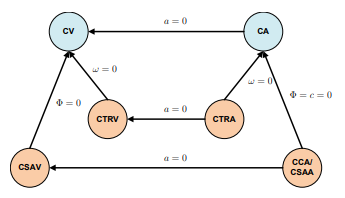 a = 0
CV
CA
ω = 0
ω = 0
Φ = 0
Φ = c = 0
a = 0
CTRV
CTRA
a = 0
CSAV
CCA/
CSAA